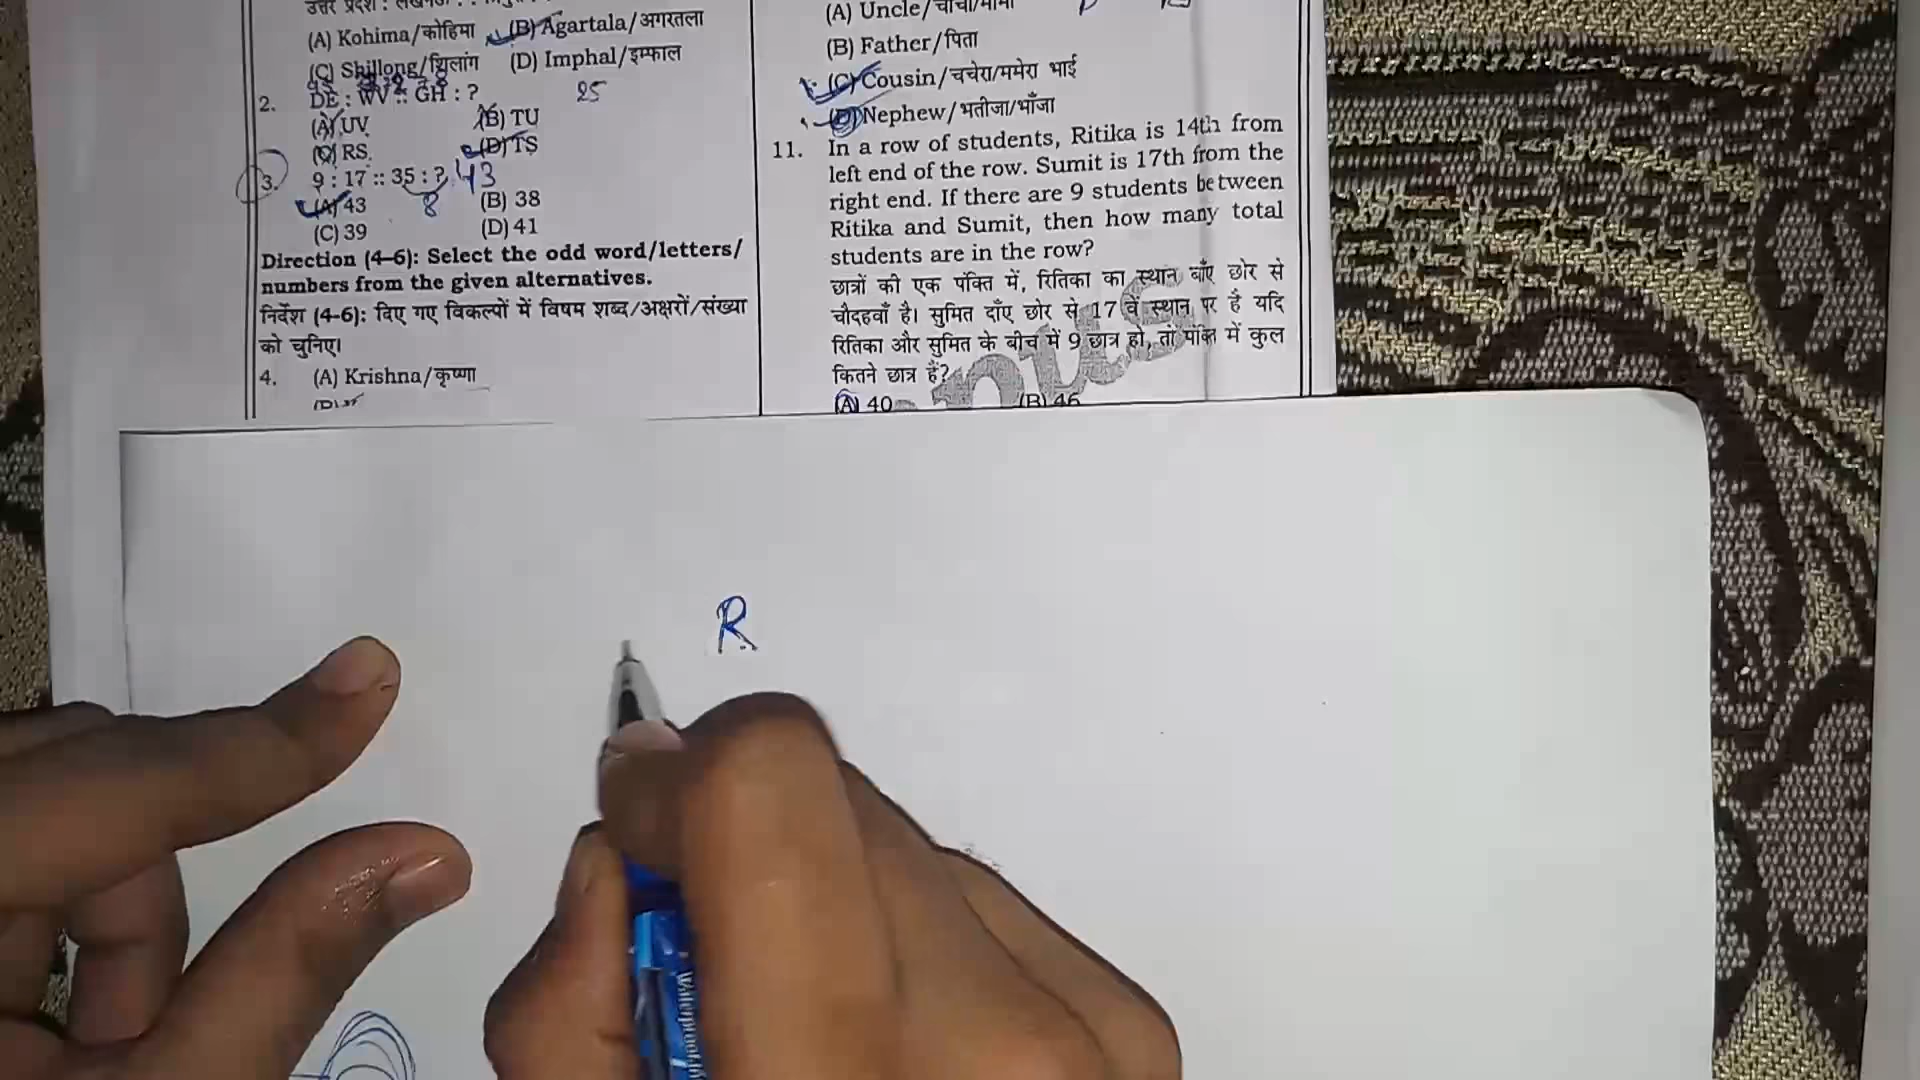 उत्तर प्रदेश :
(A) Kohima/कोहिमा (B) Agartala/अगरतला
(C) Shillong/शिलांग (D) Imphal/इम्फाल
2. DE : WV :: GH : ? 25
(A) UV (B) TU
(C) RS (D) TS
3. 9 : 17 :: 35 : ? 43
(A) 43 8 (B) 38
(C) 39 (D) 41
Direction (4–6): Select the odd word/letters/
numbers from the given alternatives.
निर्देश (4-6): दिए गए विकल्पों में विषम शब्द/अक्षरों/संख्या
को चुनिए।
4. (A) Krishna/कृष्णा
(A) Uncle/चाचा/मामा
(B) Father/पिता
(C) Cousin/चचेरा/ममेरा भाई
(D) Nephew/भतीजा/भाँजा
11. In a row of students, Ritika is 14th from
left end of the row. Sumit is 17th from the
right end. If there are 9 students between
Ritika and Sumit, then how many total
students are in the row?
छात्रों की एक पंक्ति में, रितिका का स्थान बाँए छोर से
चौदहवाँ है। सुमित दाँए छोर से 17 वें स्थान पर है यदि
रितिका और सुमित के बीच में 9 छात्र हो, तो पंक्ति में कुल
कितने छात्र हैं?
(A) 40 (B) 46
R